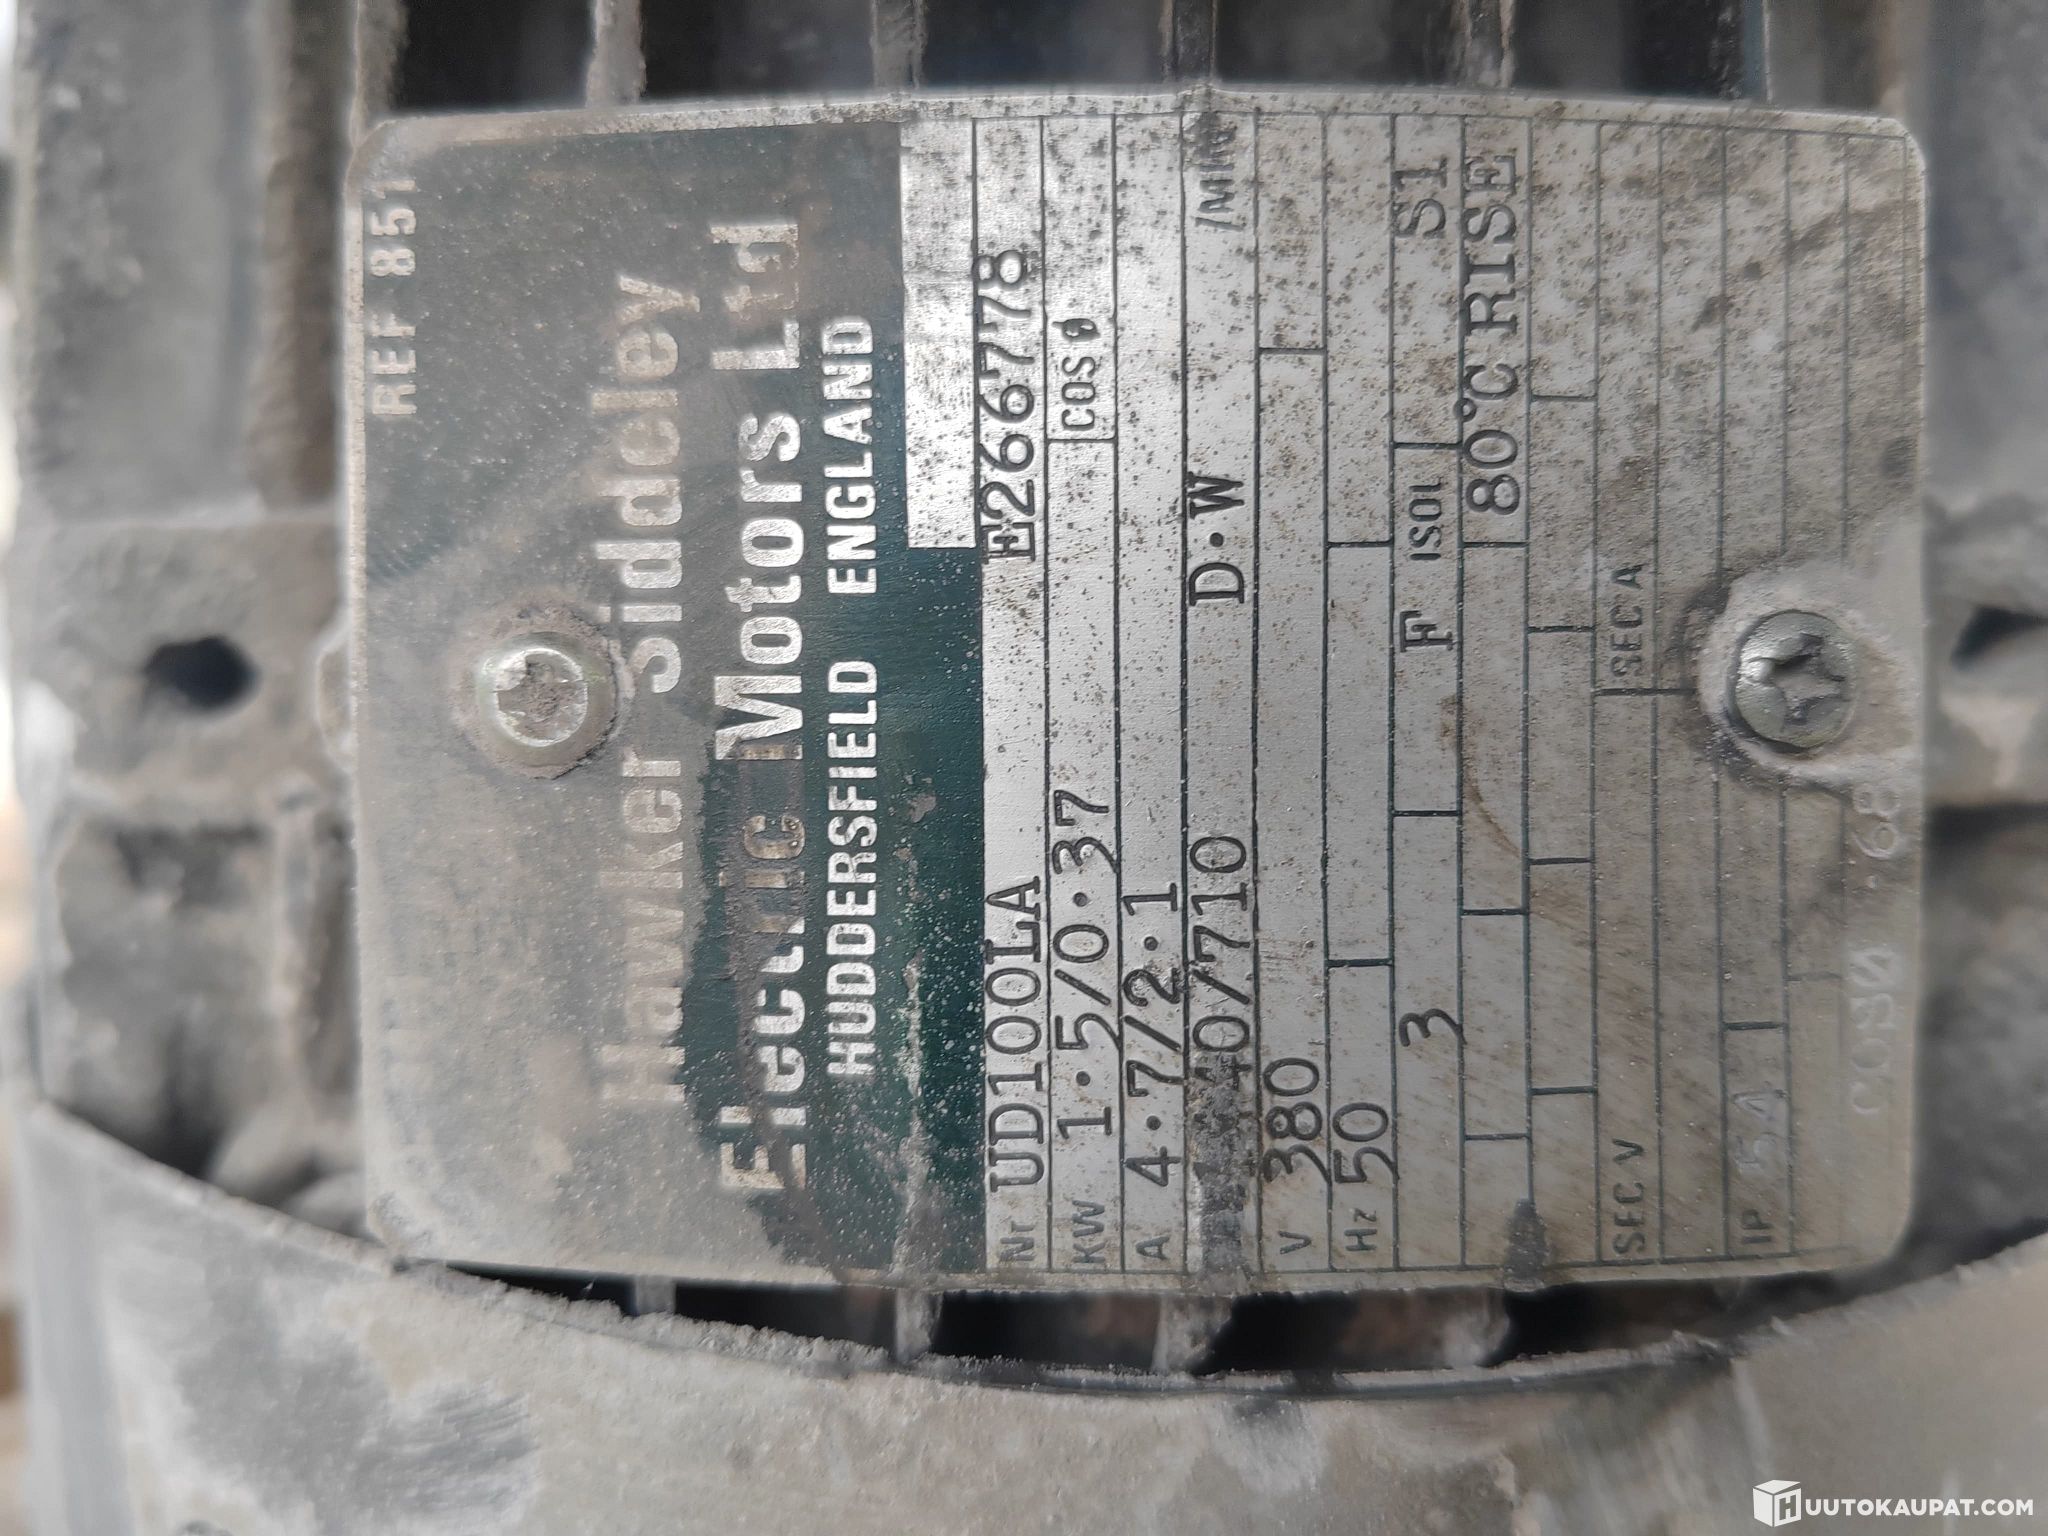 REF 851
Hawker Siddeley
Electric Motors Ltd
HUDDERSFIELD ENGLAND
Nr UD100LA E266778
KW 1·5/0·37 COS φ
A 4·7/2·1
1440/710 D·W /MIN
V 380
Hz 50
3 F ISOL S1
80°C RISE
SEC V SEC A
IP 54
HUUTOKAUPAT.COM